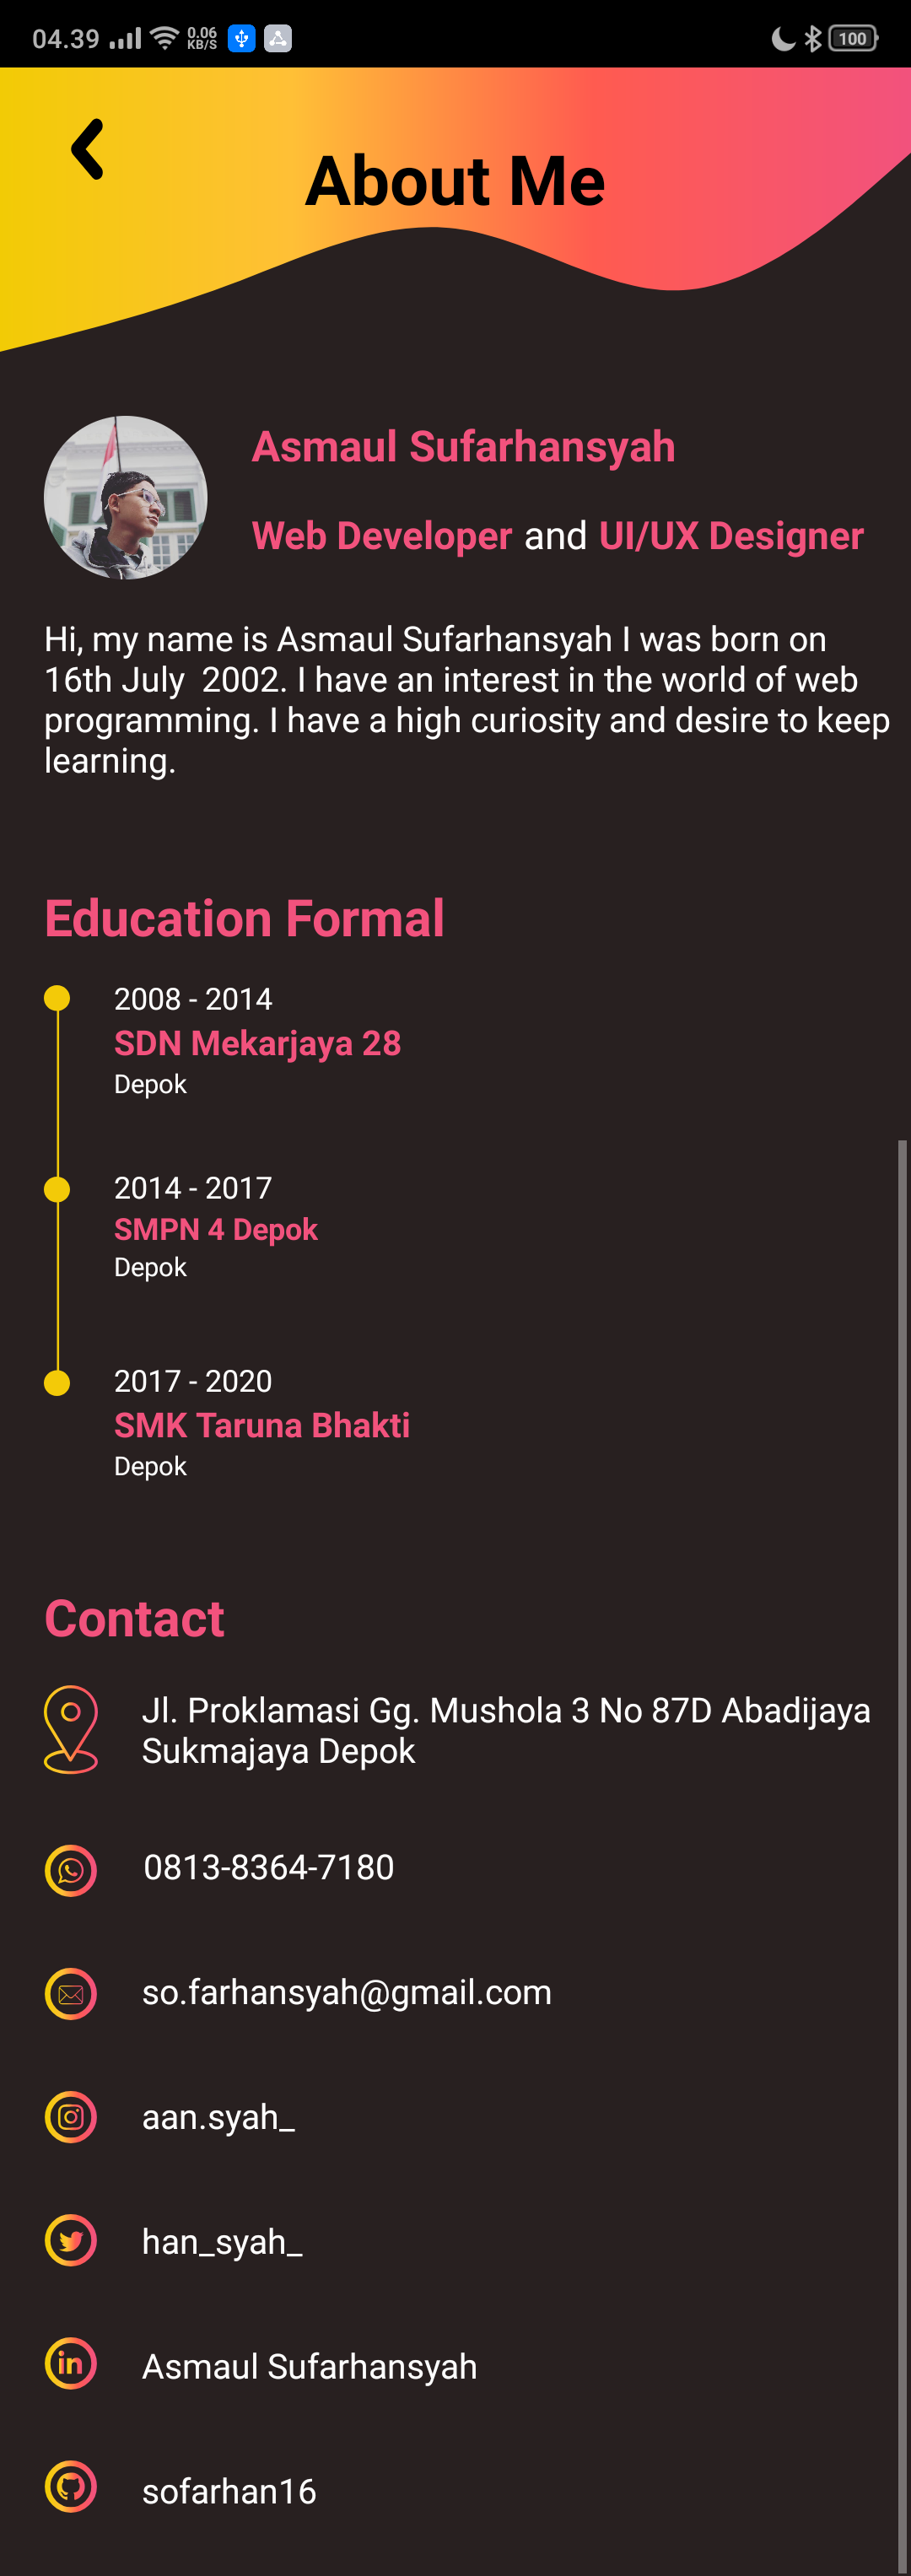 04.39 0.06 KB/S 100
About Me
Asmaul Sufarhansyah
Web Developer and UI/UX Designer
Hi, my name is Asmaul Sufarhansyah I was born on
16th July  2002. I have an interest in the world of web
programming. I have a high curiosity and desire to keep
learning.
Education Formal
2008 - 2014
SDN Mekarjaya 28
Depok
2014 - 2017
SMPN 4 Depok
Depok
2017 - 2020
SMK Taruna Bhakti
Depok
Contact
Jl. Proklamasi Gg. Mushola 3 No 87D Abadijaya
Sukmajaya Depok
0813-8364-7180
so.farhansyah@gmail.com
aan.syah_
han_syah_
in Asmaul Sufarhansyah
sofarhan16